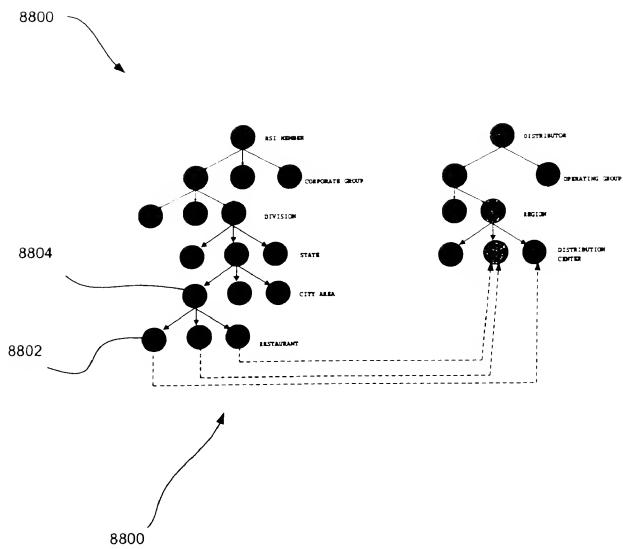 8800
RSI MEMBER
DISTRIBUTOR
CORPORATE GROUP
OPERATING GROUP
DIVISION
REGION
8804
STATE
DISTRIBUTION
CENTER
CITY AREA
8802
RESTAURANT
8800